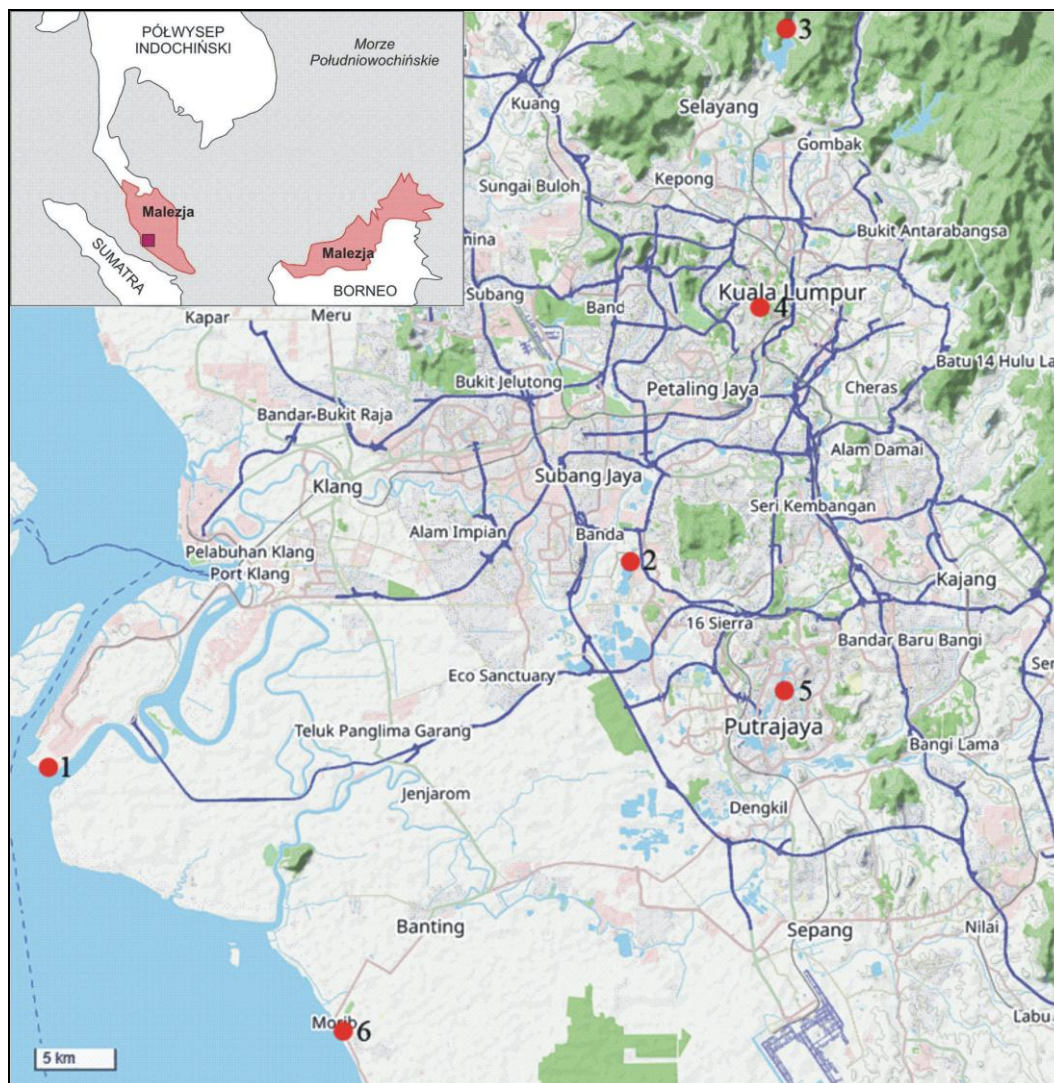 PÓŁWYSEP
INDOCHIŃSKI
Morze
Południowochińskie
Malezja
Malezja
SUMATRA
BORNEO
3
Kuang
Selayang
Gombak
Sungai Buloh
Kepong
Bukit Antarabangsa
mina
Subang
Band
Kuala Lumpur
4
Kapar
Meru
Batu 14 Hulu La
Bukit Jelutong
Petaling Jaya
Cheras
Bandar Bukit Raja
Alam Damai
Subang Jaya
Klang
Seri Kembangan
Alam Impian
Banda
2
Pelabuhan Klang
Port Klang
Kajang
16 Sierra
Bandar Baru Bangi
Eco Sanctuary
Ser
5
Teluk Panglima Garang
Putrajaya
Bangi Lama
1
Jenjarom
Dengkil
Banting
Sepang
Nilai
Morib
6
Labu
5 km